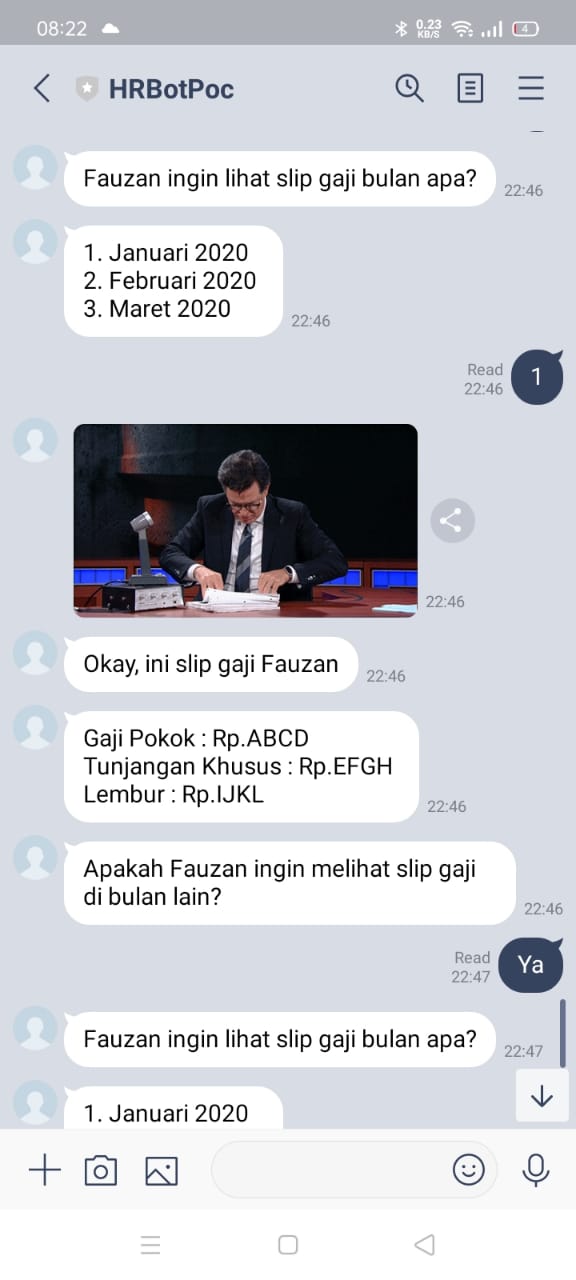 08:22
0.23
KB/S
4
HRBotPoc
Fauzan ingin lihat slip gaji bulan apa?
22:46
1. Januari 2020
2. Februari 2020
3. Maret 2020
22:46
Read
22:46
1
22:46
Okay, ini slip gaji Fauzan
22:46
Gaji Pokok : Rp.ABCD
Tunjangan Khusus : Rp.EFGH
Lembur : Rp.IJKL
22:46
Apakah Fauzan ingin melihat slip gaji
di bulan lain?
22:46
Read
22:47
Ya
Fauzan ingin lihat slip gaji bulan apa?
22:47
1. Januari 2020